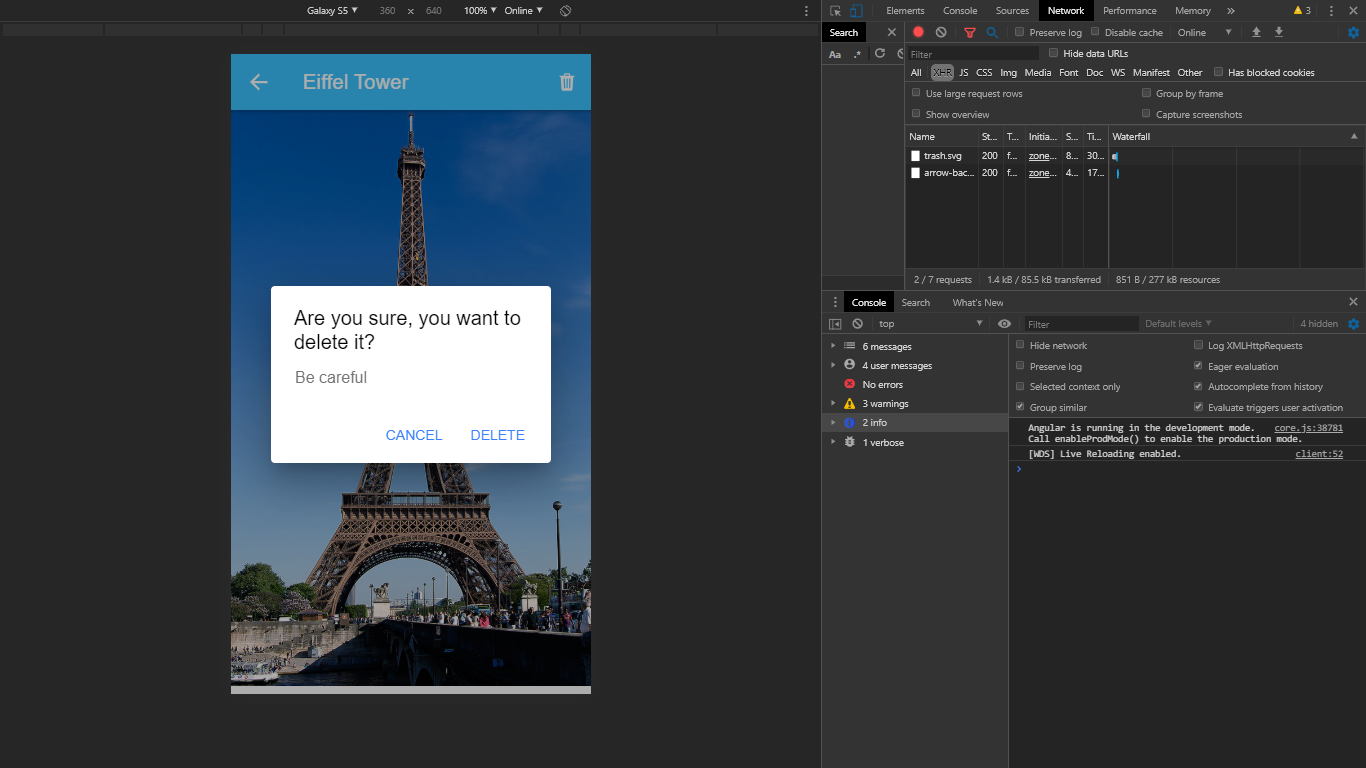 Galaxy S5 ▼ 360 × 640 100% ▼ Online ▼
Eiffel Tower
Are you sure, you want to
delete it?
Be careful
CANCEL DELETE
Elements Console Sources Network Performance Memory » 3
Search
Aa .*
Preserve log Disable cache Online ▼
Filter Hide data URLs
All XHR JS CSS Img Media Font Doc WS Manifest Other Has blocked cookies
Use large request rows Group by frame
Show overview Capture screenshots
Name St... T... Initia... S... Ti... Waterfall
trash.svg 200 f... zone... 8... 30...
arrow-bac... 200 f... zone... 4... 17...
2 / 7 requests 1.4 kB / 85.5 kB transferred 851 B / 277 kB resources
Console Search What's New
top ▼ Filter Default levels ▼ 4 hidden
6 messages
4 user messages
No errors
3 warnings
2 info
1 verbose
Hide network Log XMLHttpRequests
Preserve log Eager evaluation
Selected context only Autocomplete from history
Group similar Evaluate triggers user activation
Angular is running in the development mode. core.js:38781
Call enableProdMode() to enable the production mode.
[WDS] Live Reloading enabled. client:52